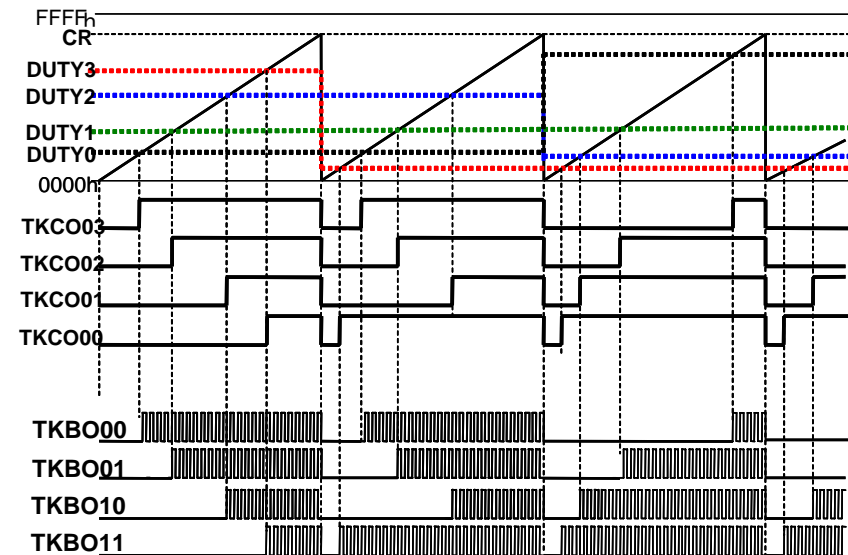 FFFFh
CR
DUTY3
DUTY2
DUTY1
DUTY0
0000h
TKCO03
TKCO02
TKCO01
TKCO00
TKBO00
TKBO01
TKBO10
TKBO11